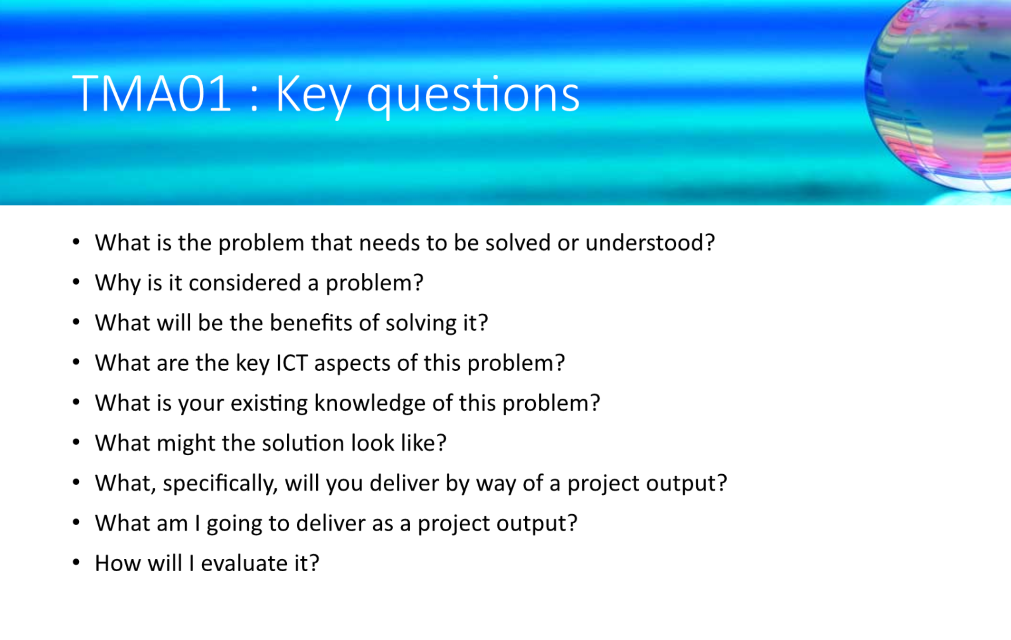 TMA01 : Key questions
• What is the problem that needs to be solved or understood?
• Why is it considered a problem?
• What will be the benefits of solving it?
• What are the key ICT aspects of this problem?
• What is your existing knowledge of this problem?
• What might the solution look like?
• What, specifically, will you deliver by way of a project output?
• What am I going to deliver as a project output?
• How will I evaluate it?